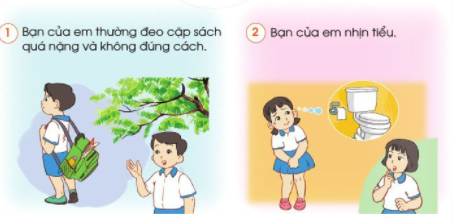 1 Bạn của em thường đeo cặp sách
quá nặng và không đúng cách.
2 Bạn của em nhịn tiểu.